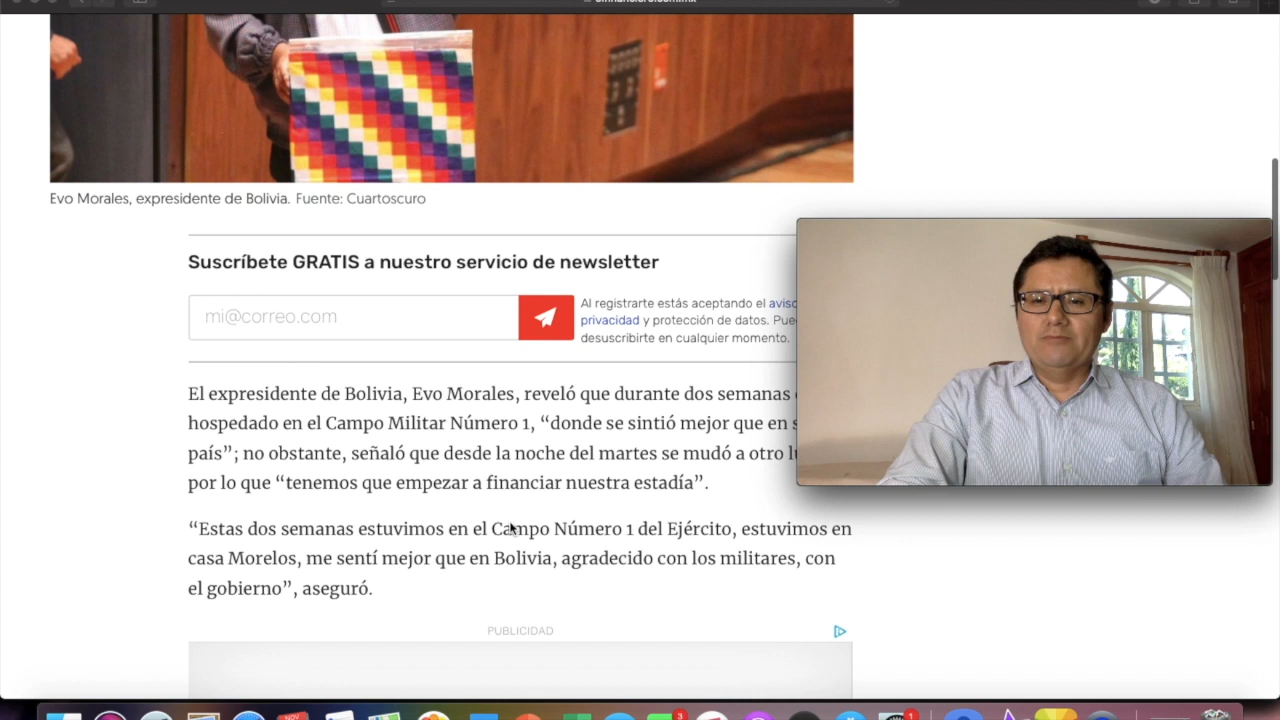 Evo Morales, expresidente de Bolivia. Fuente: Cuartoscuro
Suscríbete GRATIS a nuestro servicio de newsletter
mi@correo.com
Al registrarte estás aceptando el
privacidad y protección de datos.
desuscribirte en cualquier momento.
El expresidente de Bolivia, Evo Morales, reveló que durante dos semanas
hospedado en el Campo Militar Número 1, “donde se sintió mejor que en
país”; no obstante, señaló que desde la noche del martes se mudó a otro
por lo que “tenemos que empezar a financiar nuestra estadía”.
“Estas dos semanas estuvimos en el Campo Número 1 del Ejército, estuvimos en
casa Morelos, me sentí mejor que en Bolivia, agradecido con los militares, con
el gobierno”, aseguró.
PUBLICIDAD
NOV
3
1